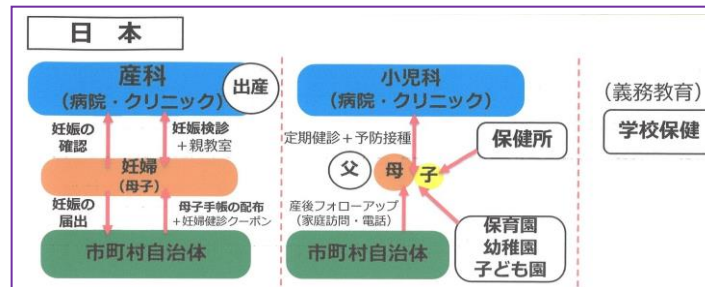 日 本
産科
(病院・クリニック)
出産
妊娠の
確認
妊娠検診
+親教室
妊婦
(母子)
妊娠の
届出
母子手帳の配布
+妊婦健診クーポン
市町村自治体
小児科
(病院・クリニック)
定期健診+予防接種
保健所
父
母
子
産後フォローアップ
(家庭訪問・電話)
市町村自治体
保育園
幼稚園
子ども園
(義務教育)
学校保健